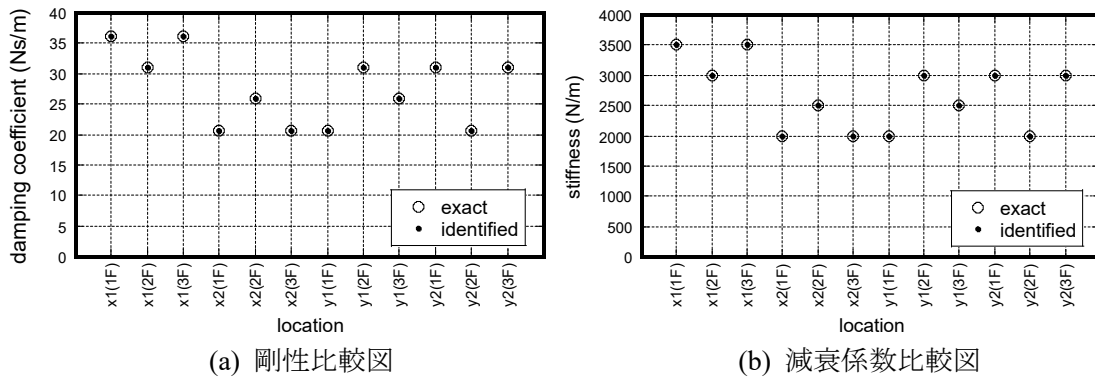 damping coefficient (Ns/m)
40
35
30
25
20
15
10
5
0
exact
identified
x1(1F)
x1(2F)
x1(3F)
x2(1F)
x2(2F)
x2(3F)
y1(1F)
y1(2F)
y1(3F)
y2(1F)
y2(2F)
y2(3F)
location
(a) 剛性比較図
stiffness (N/m)
4000
3500
3000
2500
2000
1500
1000
500
0
exact
identified
x1(1F)
x1(2F)
x1(3F)
x2(1F)
x2(2F)
x2(3F)
y1(1F)
y1(2F)
y1(3F)
y2(1F)
y2(2F)
y2(3F)
location
(b) 減衰係数比較図